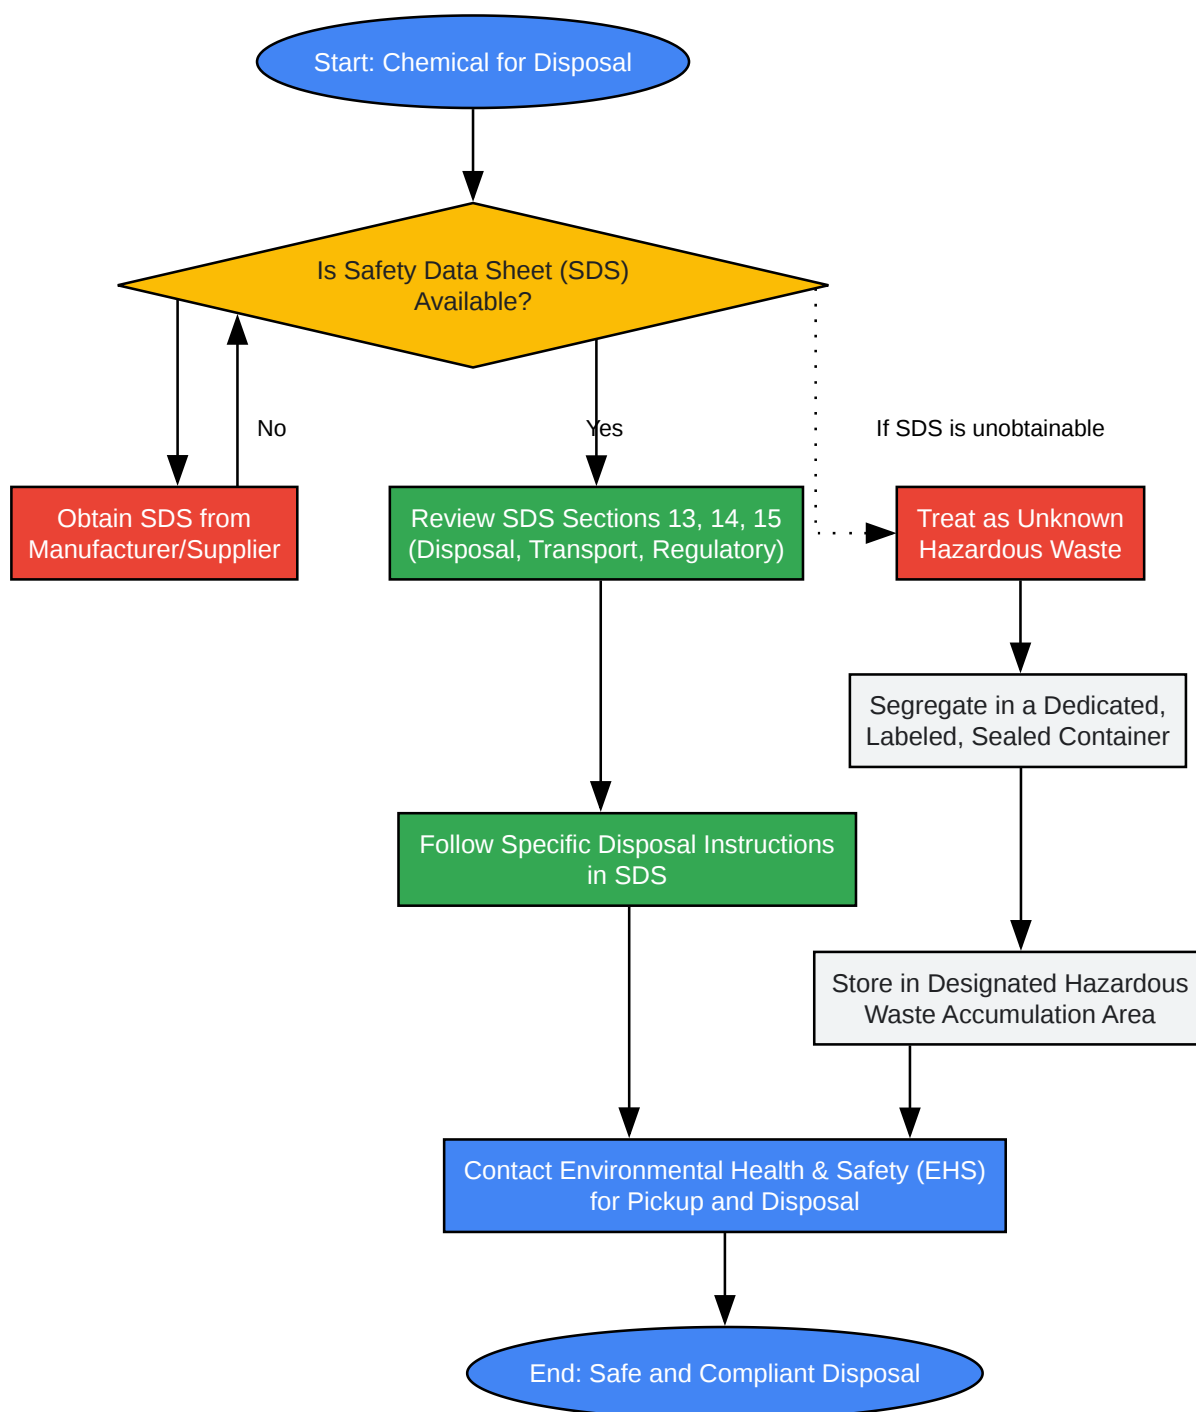 Start: Chemical for Disposal
Is Safety Data Sheet (SDS)
Available?
No
Yes
If SDS is unobtainable
Obtain SDS from
Manufacturer/Supplier
Review SDS Sections 13, 14, 15
(Disposal, Transport, Regulatory)
Treat as Unknown
Hazardous Waste
Segregate in a Dedicated,
Labeled, Sealed Container
Follow Specific Disposal Instructions
in SDS
Store in Designated Hazardous
Waste Accumulation Area
Contact Environmental Health & Safety (EHS)
for Pickup and Disposal
End: Safe and Compliant Disposal